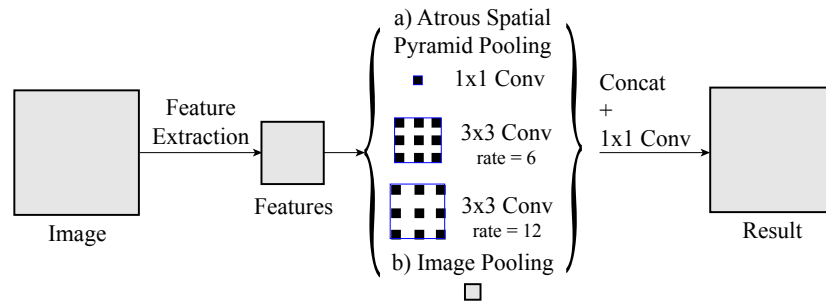 Image
Feature
Extraction
Features
a) Atrous Spatial
Pyramid Pooling
1x1 Conv
3x3 Conv
rate = 6
3x3 Conv
rate = 12
b) Image Pooling
Concat
+
1x1 Conv
Result